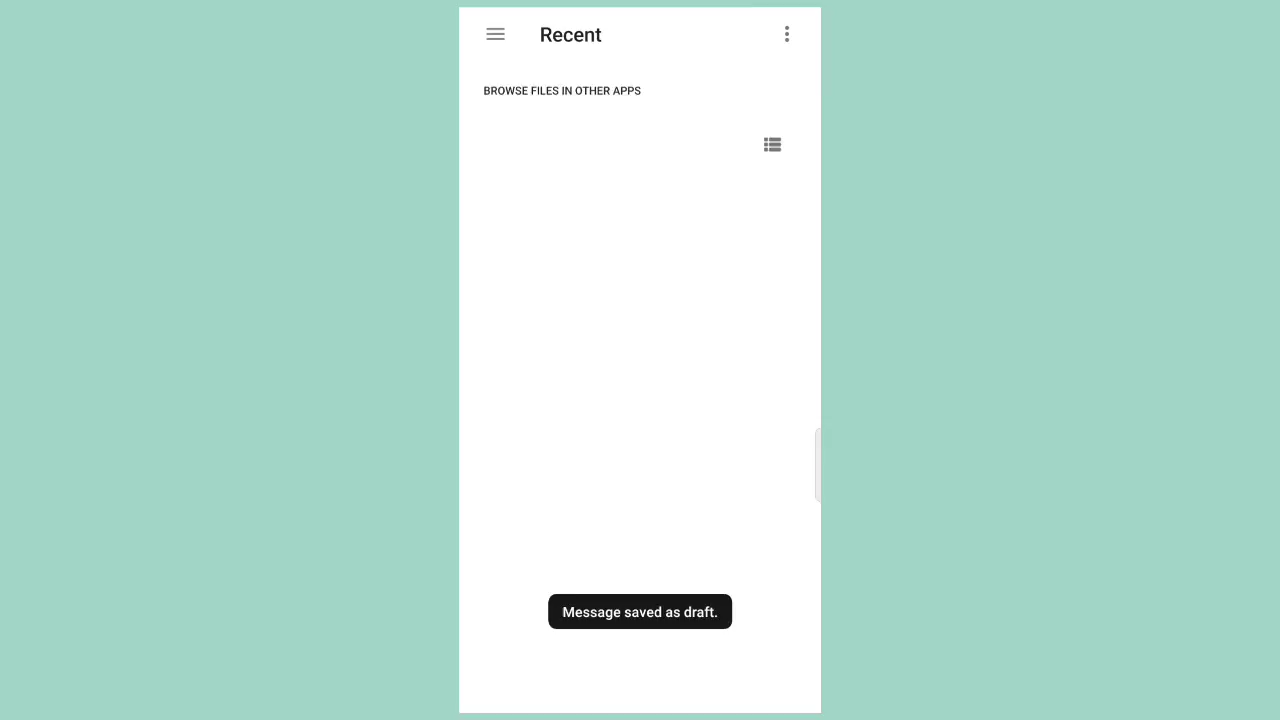 Recent
BROWSE FILES IN OTHER APPS
Message saved as draft.